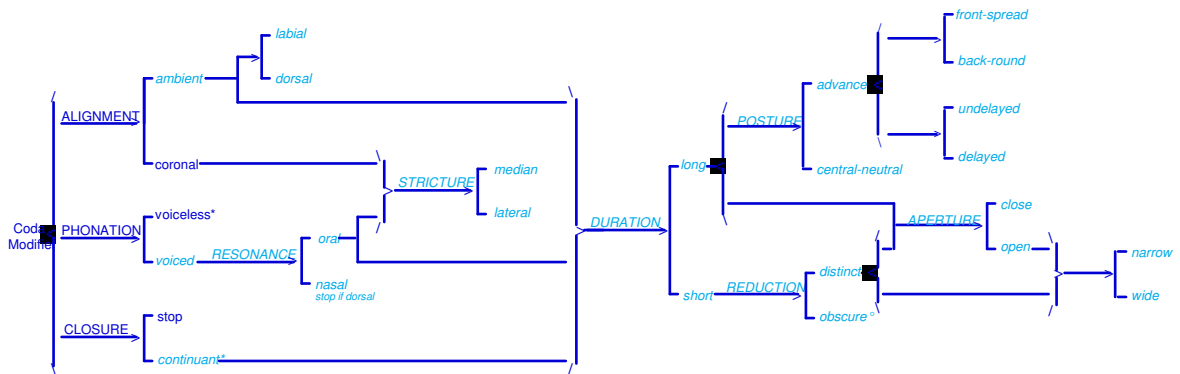 Coda
Modifier
ALIGNMENT
ambient
labial
dorsal
coronal
PHONATION
voiceless*
voiced
RESONANCE
oral
nasal
stop if dorsal
STRICTURE
median
lateral
CLOSURE
stop
continuant*
DURATION
long
POSTURE
advance
front-spread
back-round
undelayed
delayed
central-neutral
short
REDUCTION
distinct
obscure°
APERTURE
close
open
narrow
wide